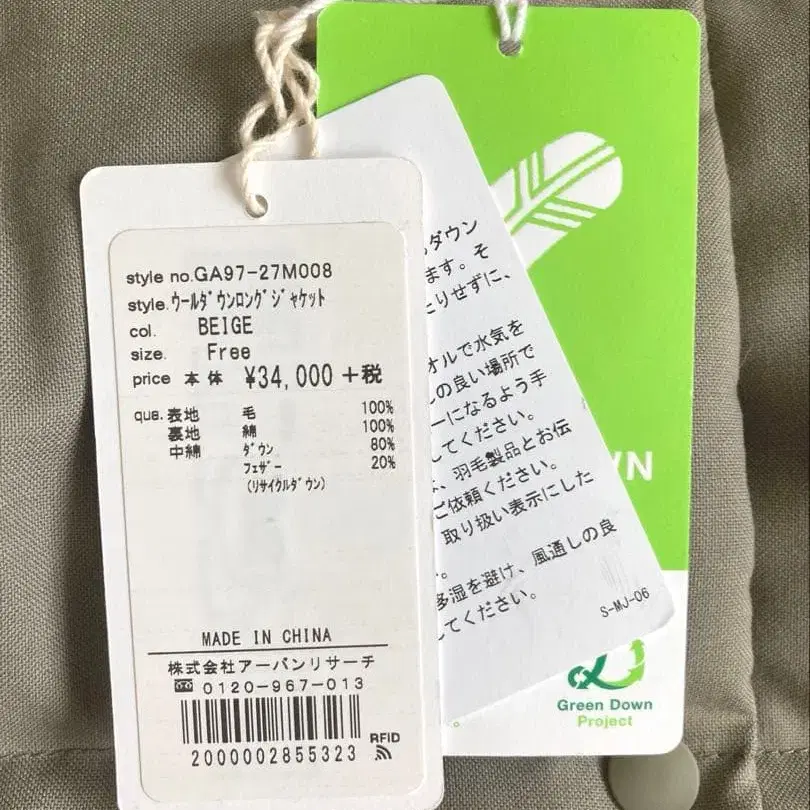 style no.GA97-27M008
style.ウールダウンロングジャケット
col. BEIGE
size. Free
price 本体 ¥34,000 +税
qua.表地 毛 100%
裏地 綿 100%
中綿 ダウン 80%
フェザー 20%
(リサイクルダウン)
MADE IN CHINA
株式会社アーバンリサーチ
0120-967-013
2000002855323
RFID
ダウン
ます。そ
たりせずに、
オルで水気を
の良い場所で
ーになるよう手
してください。
、羽毛製品とお伝
ご依頼ください。
取り扱い表示にした
。
多湿を避け、風通しの良
してください。
S-MJ-06
WN
Green Down
Project